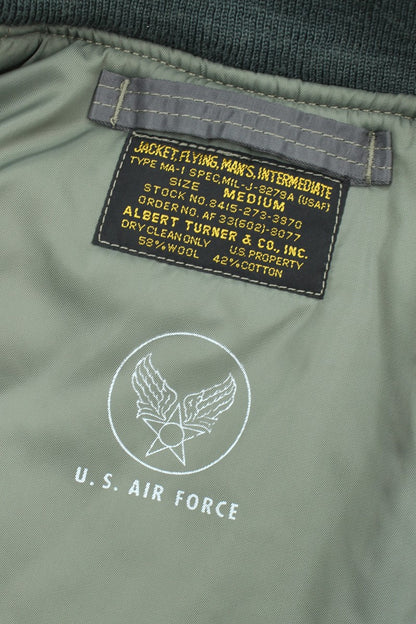 JACKET, FLYING, MAN'S, INTERMEDIATE
TYPE MA-1 SPEC, MIL-J-8279A (USAF)
SIZE MEDIUM
STOCK NO. 8415-273-3970
ORDER NO. AF 33(602)-8077
ALBERT TURNER & CO., INC.
DRY CLEAN ONLY U.S. PROPERTY
58% WOOL 42% COTTON
U. S. AIR FORCE